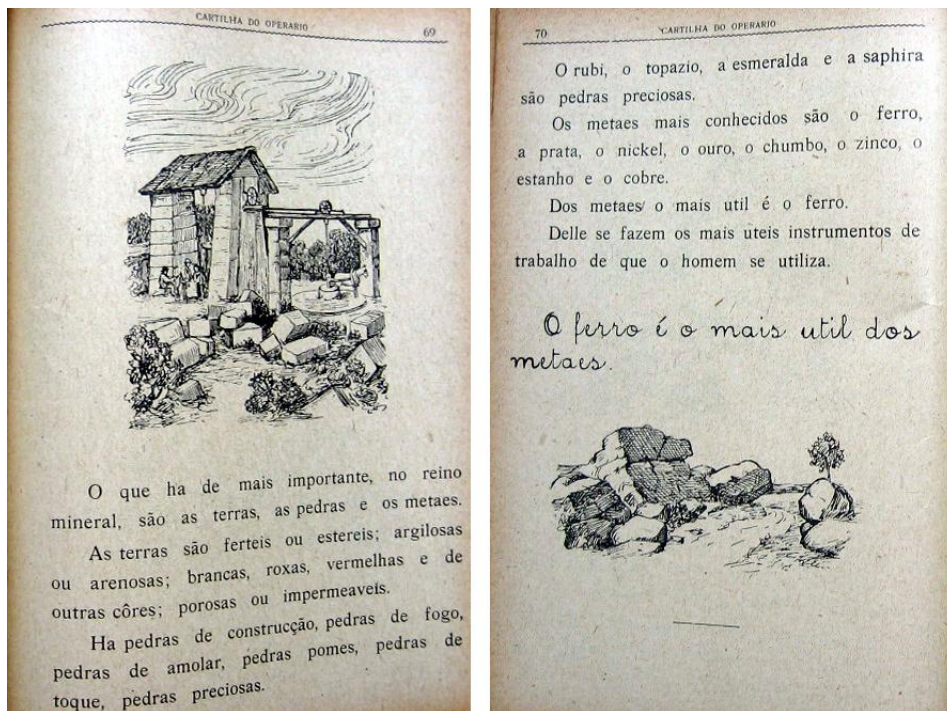 CARTILHA DO OPERARIO 69
O que ha de mais importante, no reino
mineral, são as terras, as pedras e os metaes.
As terras são ferteis ou estereis; argilosas
ou arenosas; brancas, roxas, vermelhas e de
outras côres; porosas ou impermeaveis.
Ha pedras de construcção, pedras de fogo,
pedras de amolar, pedras pomes, pedras de
toque, pedras preciosas.
70 CARTILHA DO OPERARIO
O rubi, o topazio, a esmeralda e a saphira
são pedras preciosas.
Os metaes mais conhecidos são o ferro,
a prata, o nickel, o ouro, o chumbo, o zinco, o
estanho e o cobre.
Dos metaes o mais util é o ferro.
Delle se fazem os mais uteis instrumentos de
trabalho de que o homem se utiliza.
O ferro é o mais util dos
metaes.